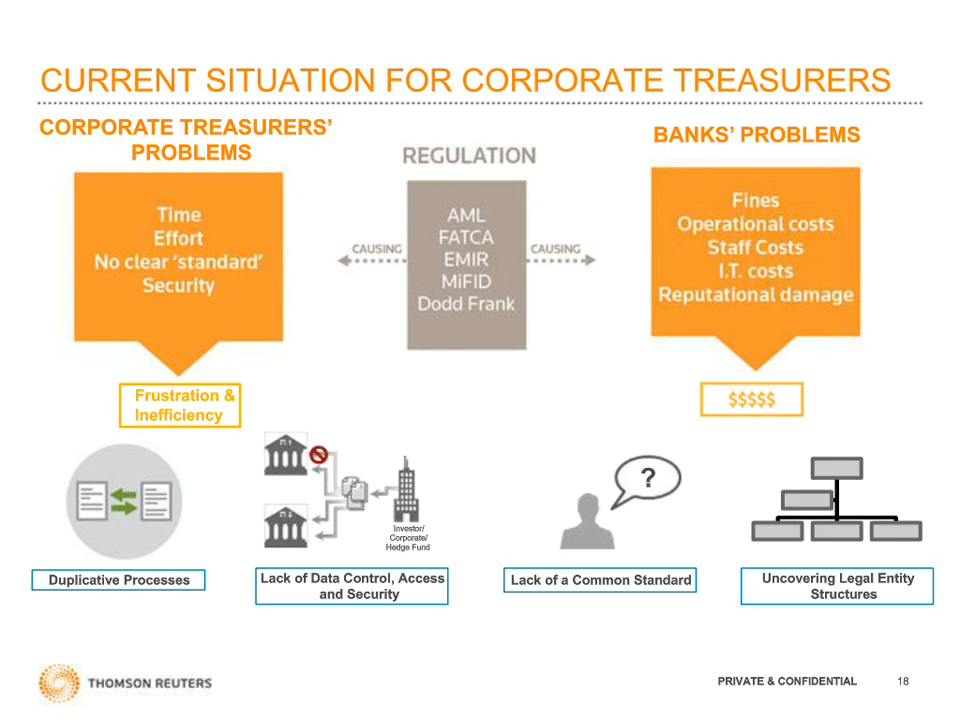 CURRENT SITUATION FOR CORPORATE TREASURERS
CORPORATE TREASURERS’
PROBLEMS
Time
Effort
No clear ‘standard’
Security
Frustration &
Inefficiency
REGULATION
AML
FATCA
EMIR
MiFID
Dodd Frank
CAUSING
CAUSING
BANKS’ PROBLEMS
Fines
Operational costs
Staff Costs
I.T. costs
Reputational damage
$$$$$
Duplicative Processes
1
2
Investor/
Corporate/
Hedge Fund
Lack of Data Control, Access
and Security
?
Lack of a Common Standard
Uncovering Legal Entity
Structures
THOMSON REUTERS
PRIVATE & CONFIDENTIAL
18